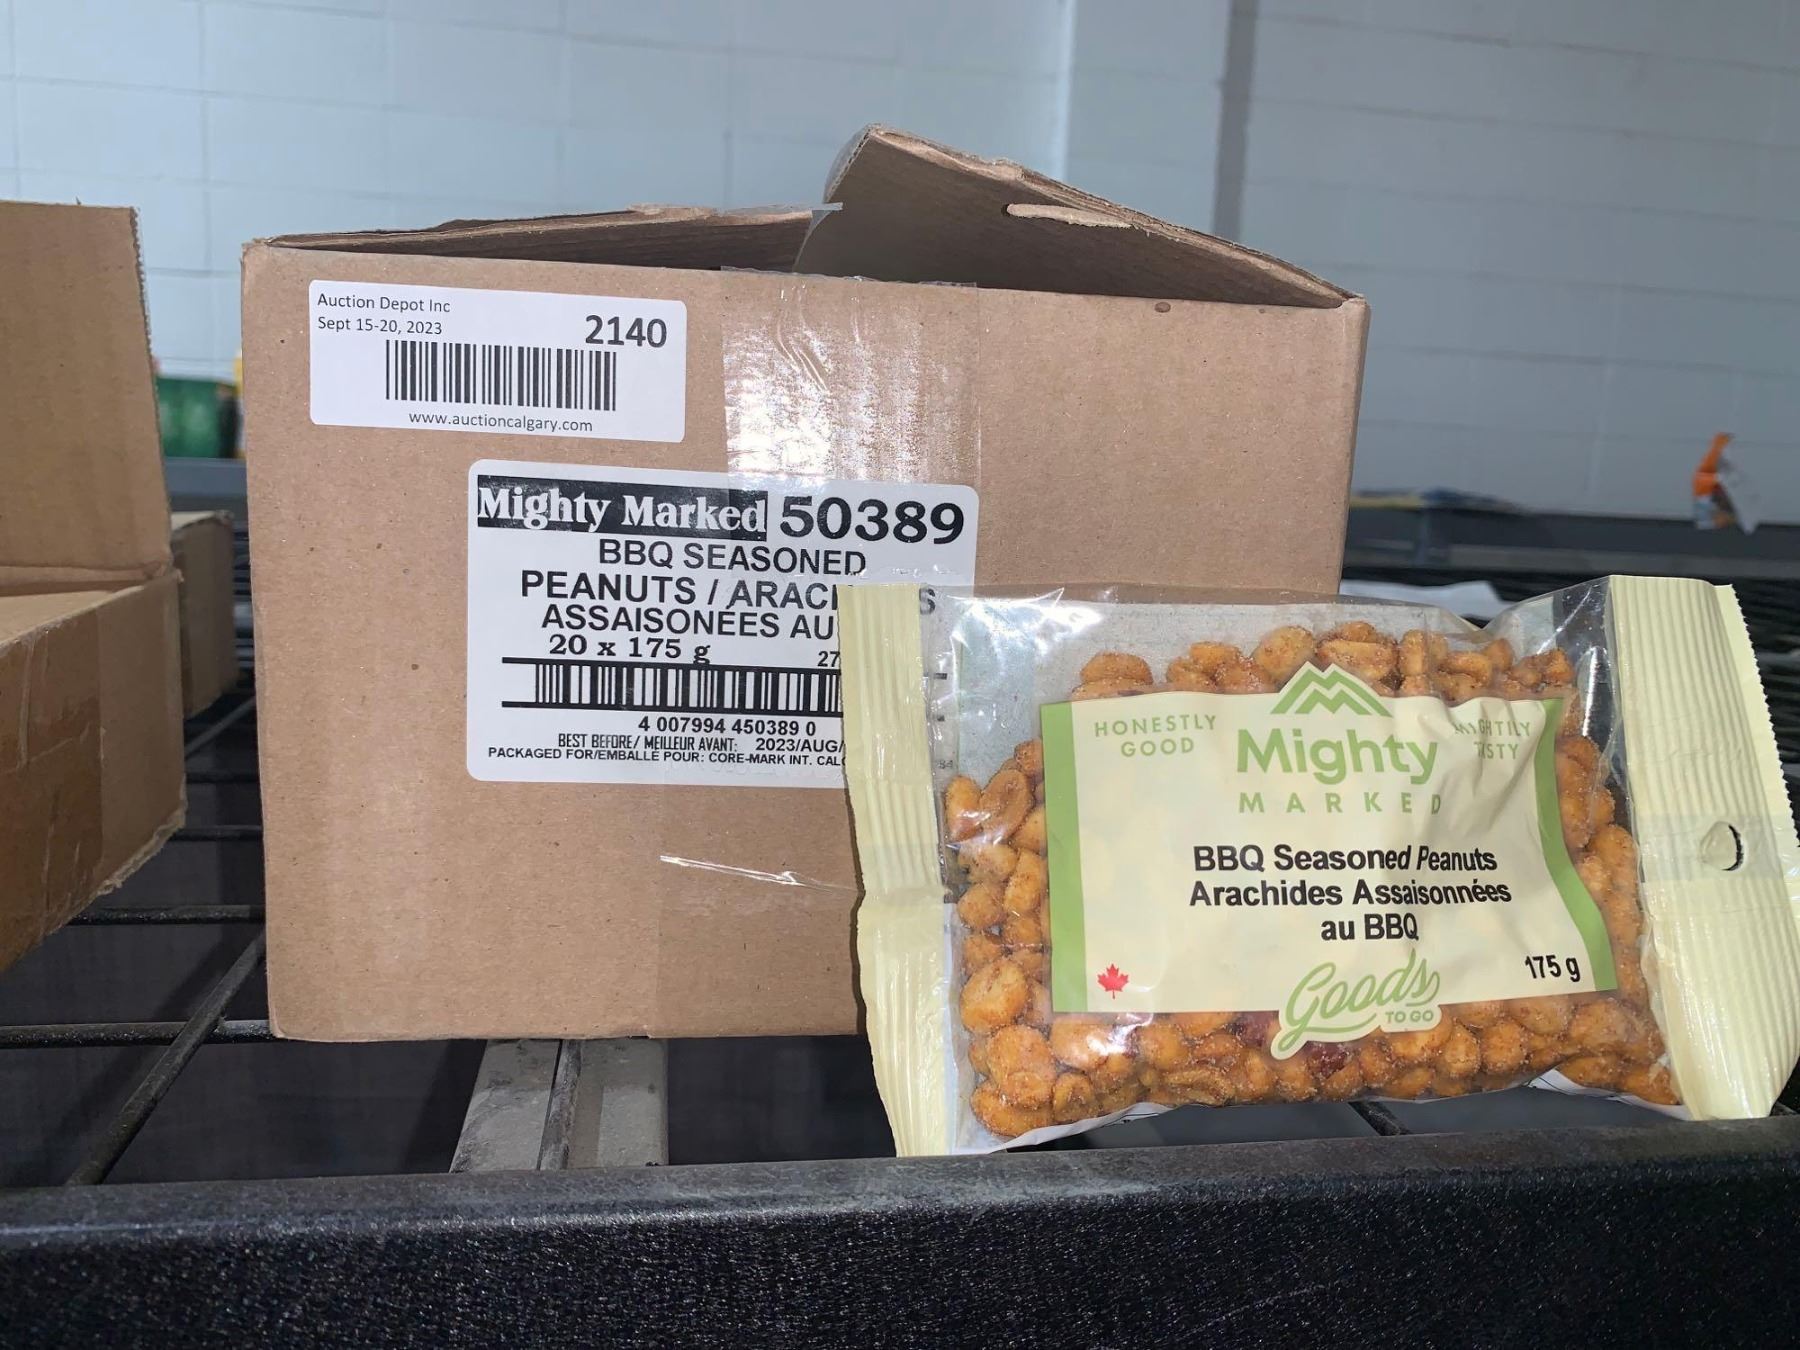 Auction Depot Inc
Sept 15-20, 2023
2140
www.auctioncalgary.com
Mighty Marked 50389
BBQ SEASONED
PEANUTS / ARAC
ASSAISONÉES AU
20 x 175 g
27
4 007994 450389 0
BEST BEFORE/ MEILLEUR AVANT: 2023/AUG/
PACKAGED FOR/EMBALLÉ POUR: CORE-MARK INT.
HONESTLY
GOOD
Mighty
MARKED
BBQ Seasoned Peanuts
Arachides Assaisonnées
au BBQ
175 g
Goods
TO GO